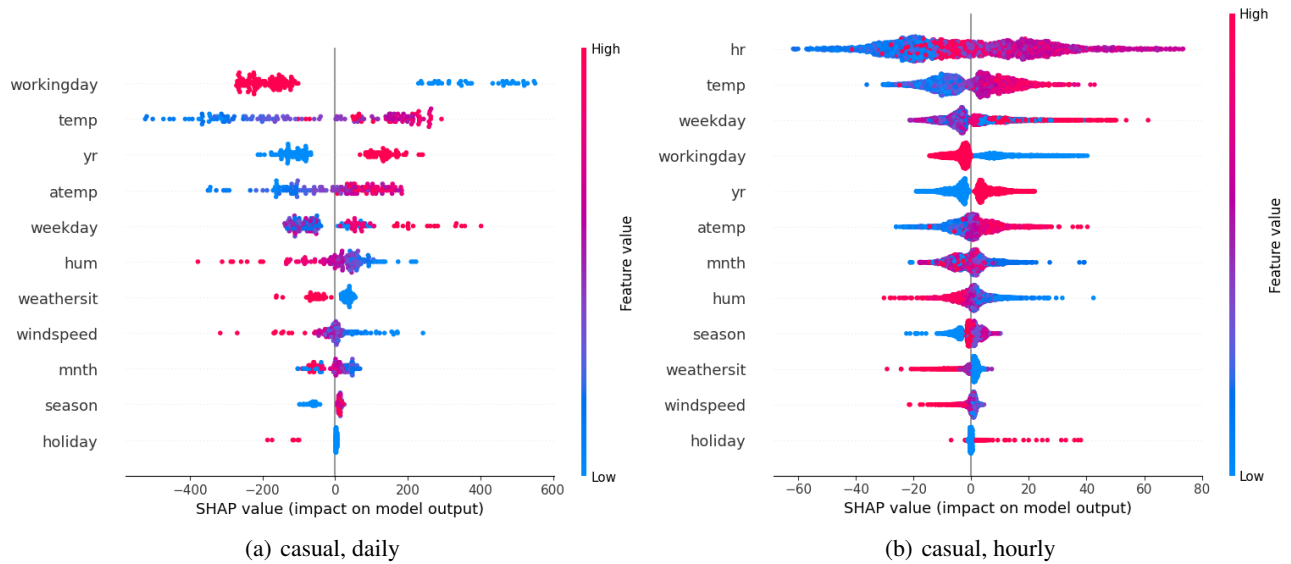 workingday
temp
yr
atemp
weekday
hum
weathersit
windspeed
mnth
season
holiday
−400 −200 0 200 400 600
SHAP value (impact on model output)
High
Feature value
Low
(a) casual, daily
hr
temp
weekday
workingday
yr
atemp
mnth
hum
season
weathersit
windspeed
holiday
−60 −40 −20 0 20 40 60 80
SHAP value (impact on model output)
High
Feature value
Low
(b) casual, hourly